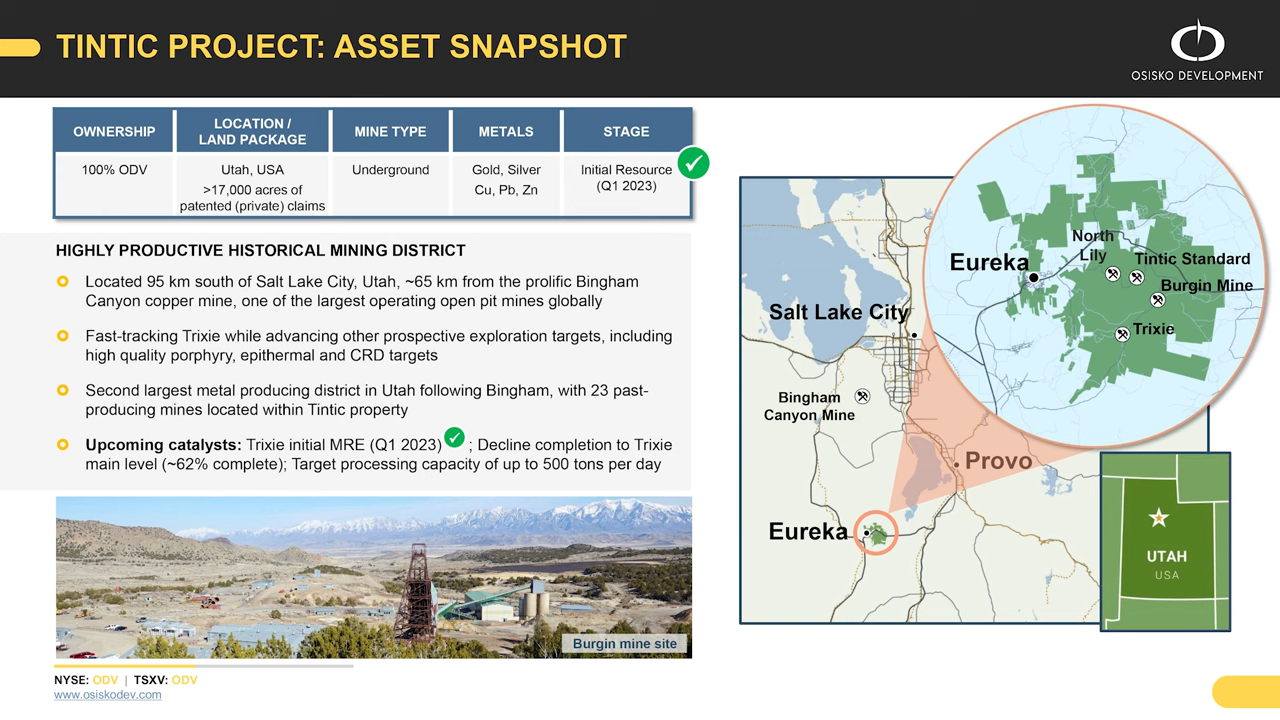 TINTIC PROJECT: ASSET SNAPSHOT
OSISKO DEVELOPMENT
OWNERSHIP
LOCATION /
LAND PACKAGE
MINE TYPE
METALS
STAGE
100% ODV
Utah, USA
>17,000 acres of
patented (private) claims
Underground
Gold, Silver
Cu, Pb, Zn
Initial Resource
(Q1 2023)
HIGHLY PRODUCTIVE HISTORICAL MINING DISTRICT
Located 95 km south of Salt Lake City, Utah, ~65 km from the prolific Bingham
Canyon copper mine, one of the largest operating open pit mines globally
Fast-tracking Trixie while advancing other prospective exploration targets, including
high quality porphyry, epithermal and CRD targets
Second largest metal producing district in Utah following Bingham, with 23 past-
producing mines located within Tintic property
Upcoming catalysts: Trixie initial MRE (Q1 2023) ; Decline completion to Trixie
main level (~62% complete); Target processing capacity of up to 500 tons per day
Burgin mine site
NYSE: ODV | TSXV: ODV
www.osiskodev.com
North
Lily
Eureka
Tintic Standard
Burgin Mine
Trixie
Salt Lake City
Bingham
Canyon Mine
Provo
Eureka
UTAH
USA